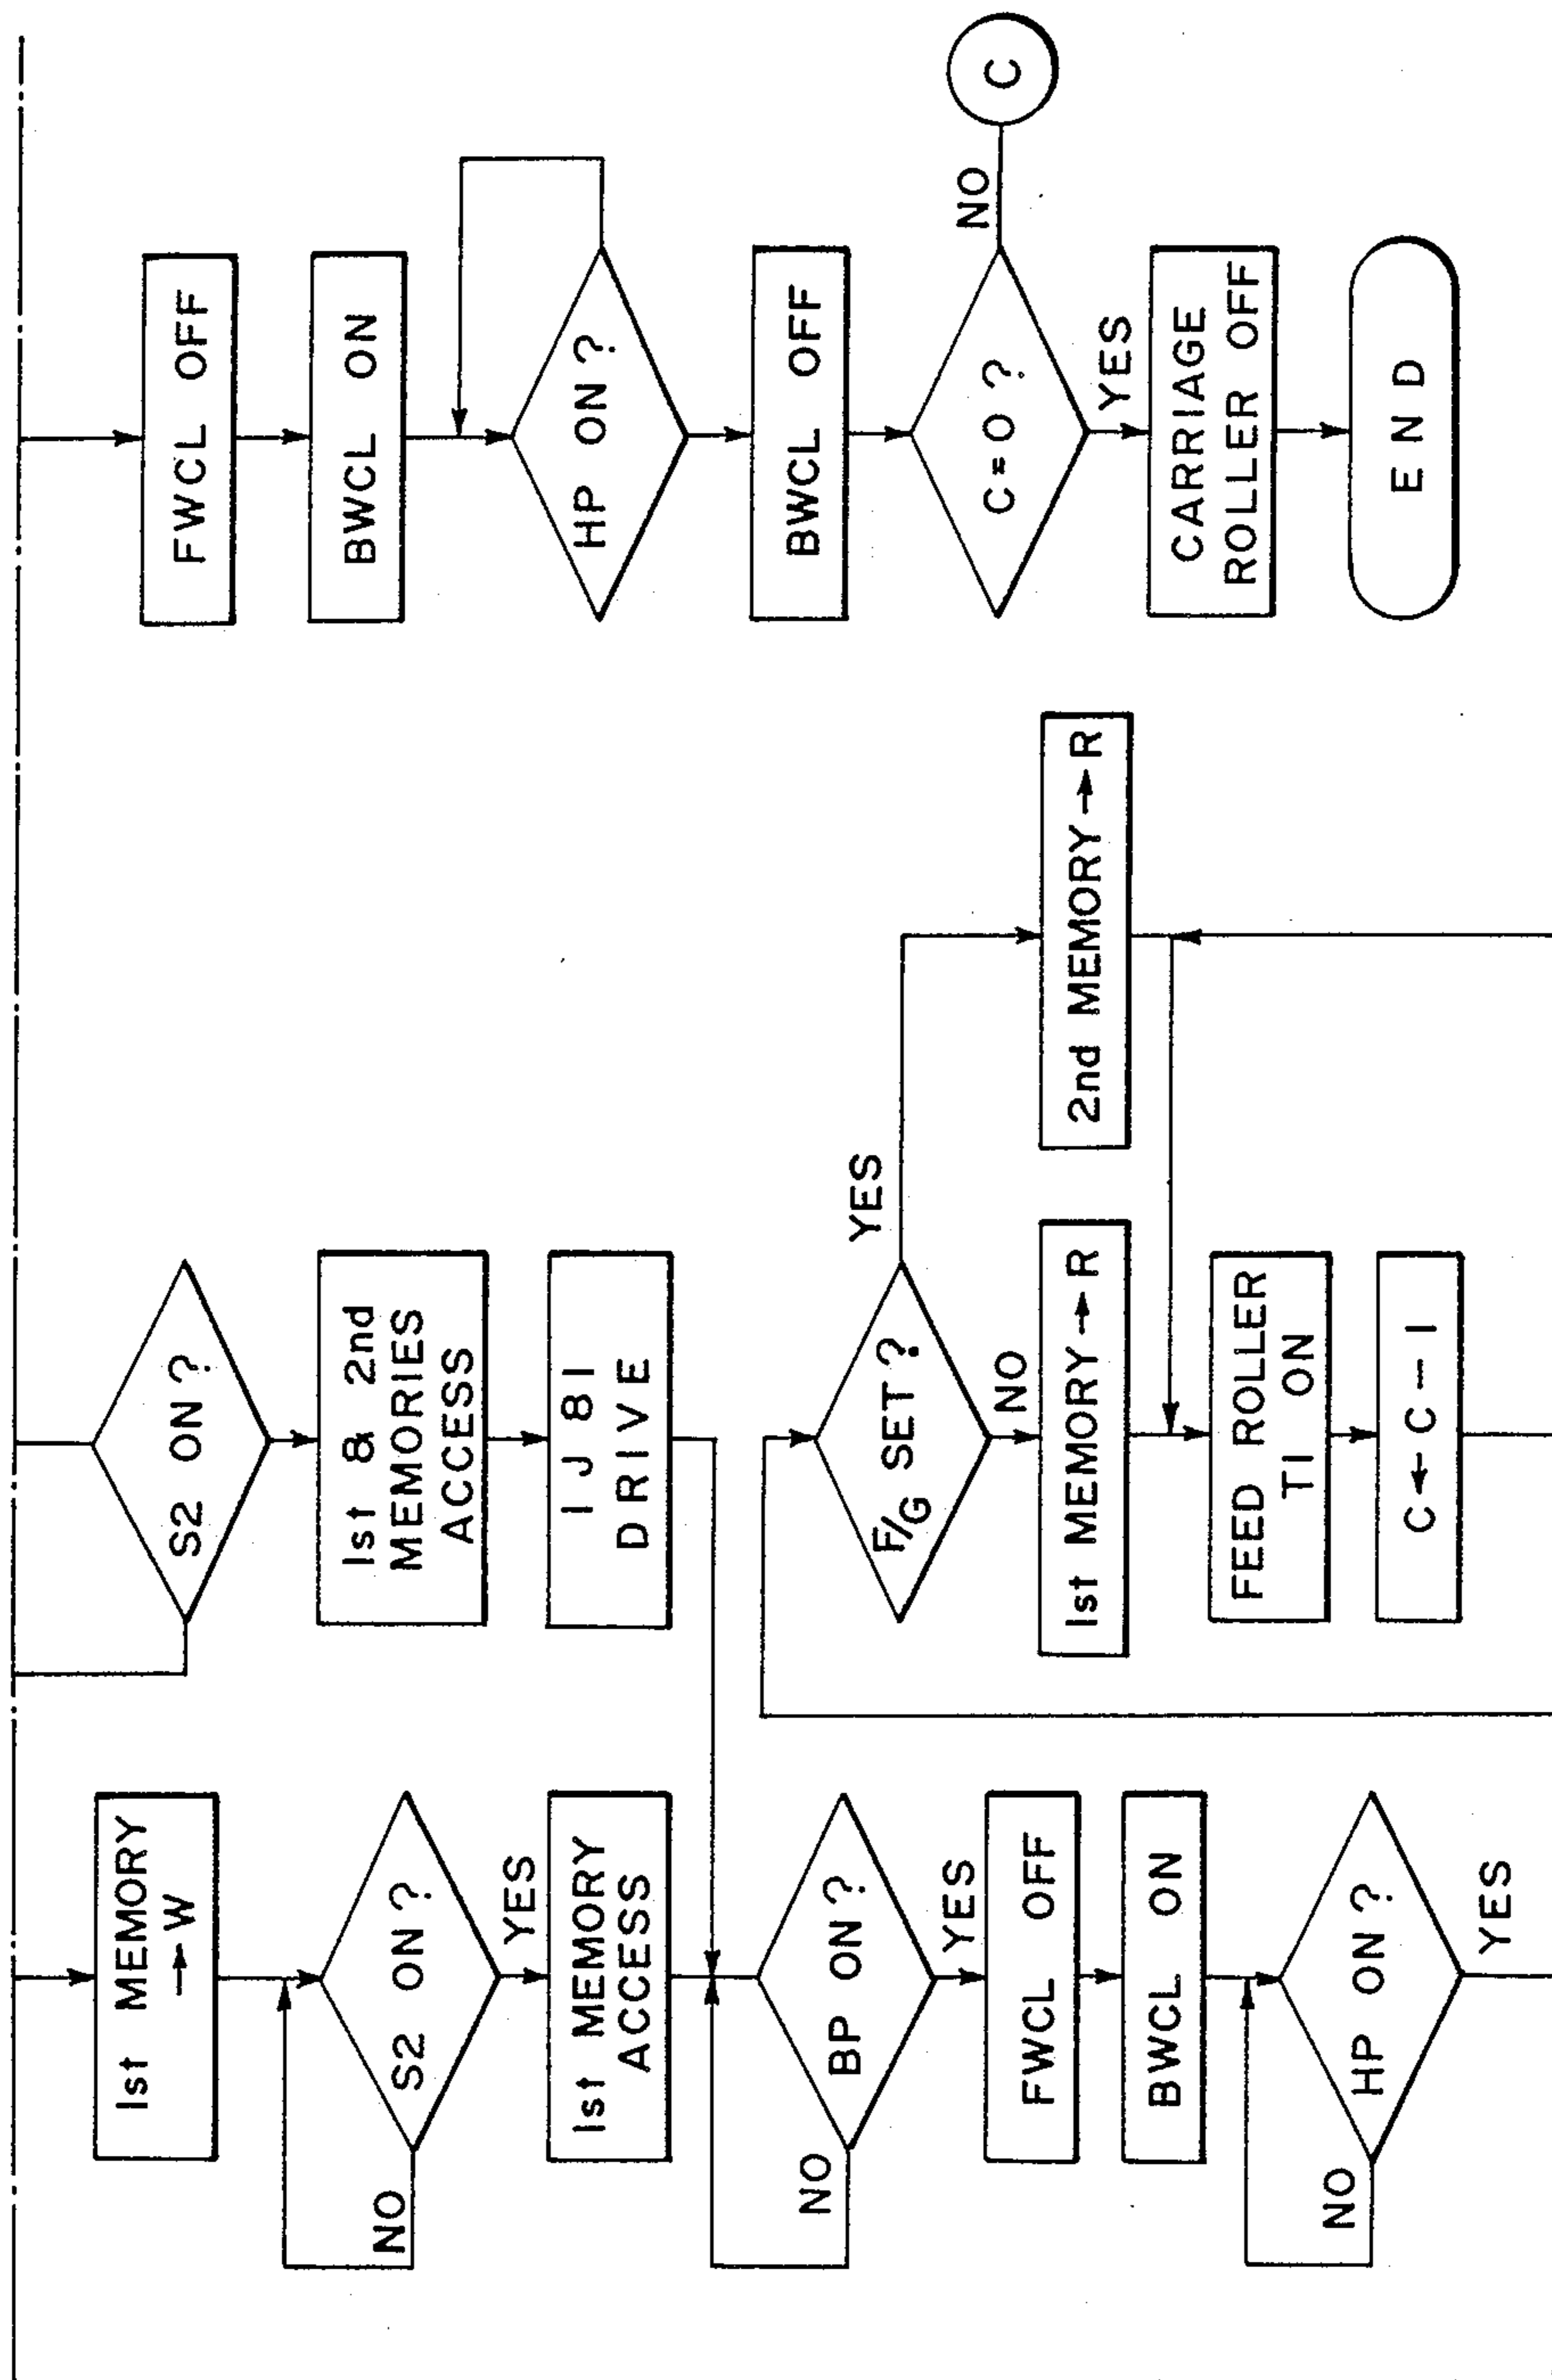 1st MEMORY
→W
S2 ON?
NO
YES
1st MEMORY
ACCESS
BP ON?
NO
YES
FWCL OFF
BWCL ON
HP ON?
NO
YES
S2 ON?
1st & 2nd
MEMORIES
ACCESS
IJ 81
DRIVE
F/G SET?
YES
NO
1st MEMORY→R
2nd MEMORY→R
FEED ROLLER
T1 ON
C←C-1
FWCL OFF
BWCL ON
HP ON?
BWCL OFF
C=0?
NO
C
YES
CARRIAGE
ROLLER OFF
END